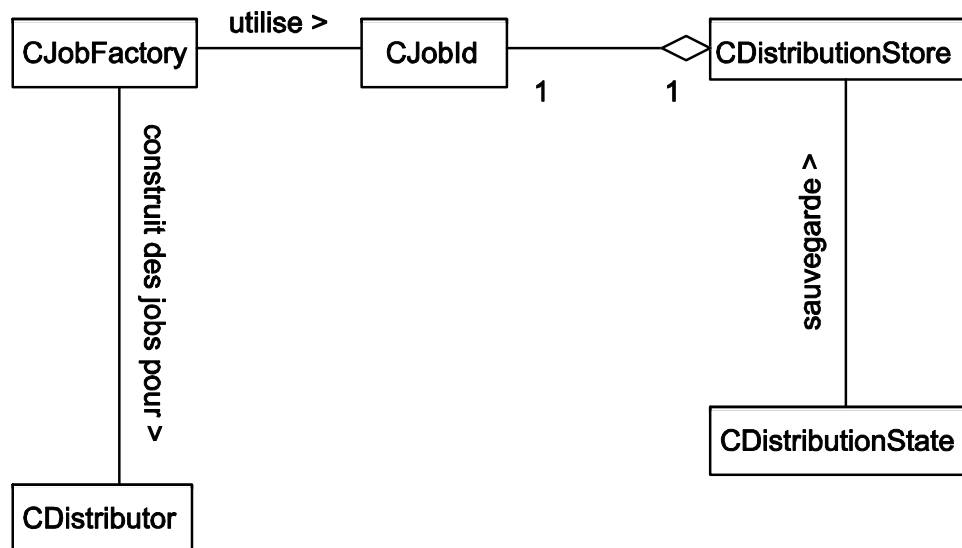 utilise >
CJobFactory
CJobId
CDistributionStore
1
1
construit des jobs pour >
sauvegarde >
CDistributionState
CDistributor